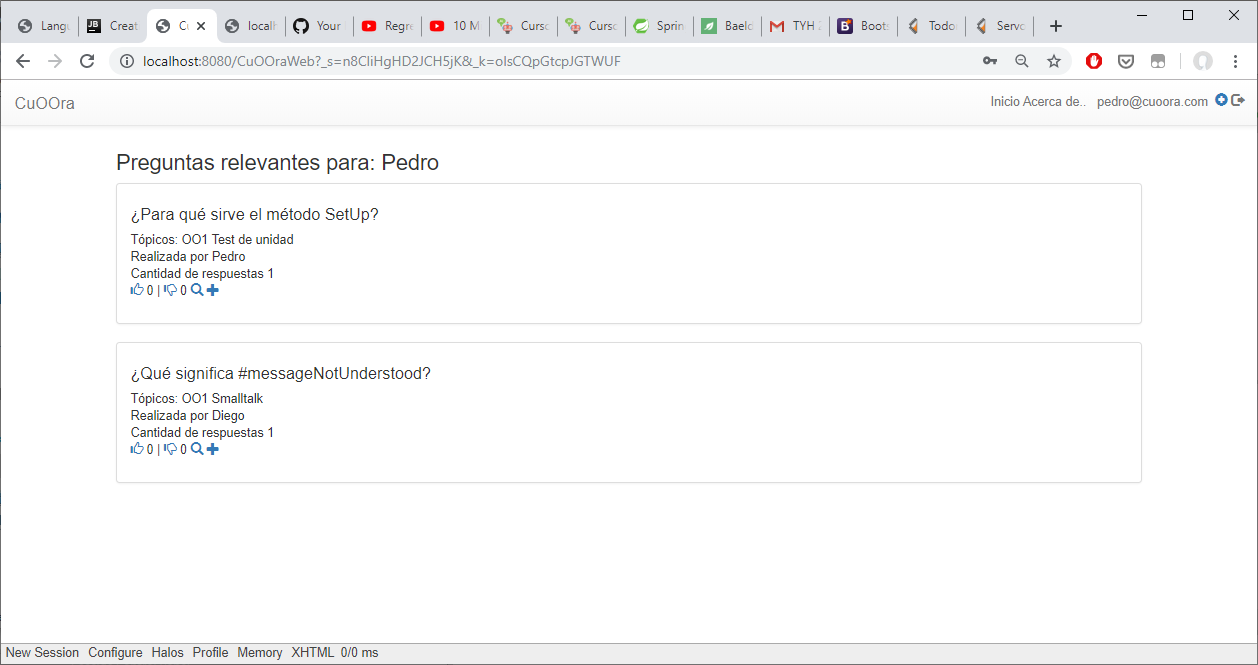 Langu
Creat
Cu
localh
Your
Regre
10 M
Curso
Curso
Sprin
Baeld
TYH
Boots
Todo
Servc
localhost:8080/CuOOraWeb?_s=n8CliHgHD2JCH5jK&_k=oIsCQpGtcpJGTWUF
CuOOra
Inicio Acerca de.. pedro@cuoora.com
Preguntas relevantes para: Pedro
¿Para qué sirve el método SetUp?
Tópicos: OO1 Test de unidad
Realizada por Pedro
Cantidad de respuestas 1
0 | 0
¿Qué significa #messageNotUnderstood?
Tópicos: OO1 Smalltalk
Realizada por Diego
Cantidad de respuestas 1
0 | 0
New Session Configure Halos Profile Memory XHTML 0/0 ms